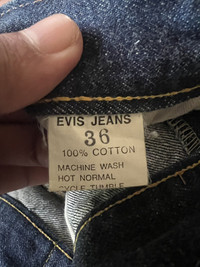 EVIS JEANS
36
100% COTTON
MACHINE WASH
HOT NORMAL
CYCLE TUMBLE